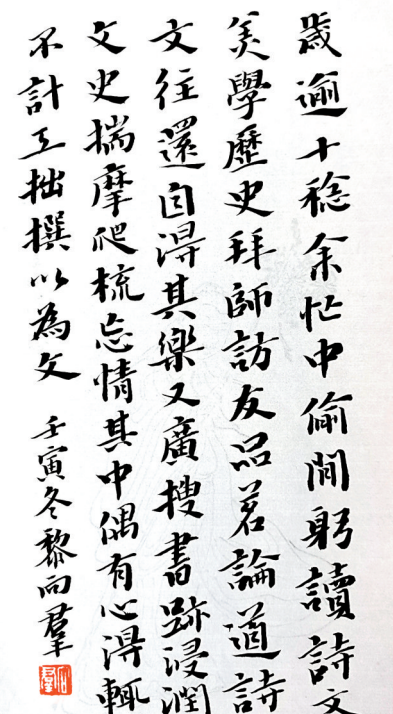 歲逾十稔余忙中偷閒躬讀詩文
美學歷史拜師訪友品茗論道詩
文往還自得其樂又廣搜書跡浸潤
文史揣摩爬梳忘情其中偶有心得輒
不計工拙撰以為文
壬寅冬黎向群